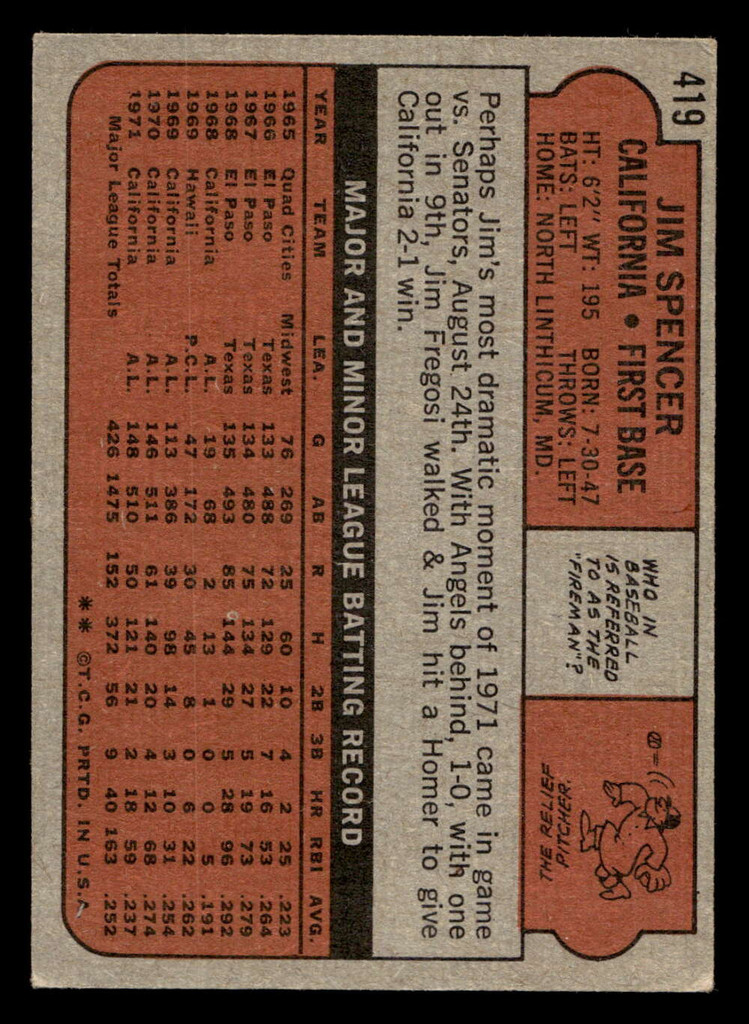 419
JIM SPENCER
CALIFORNIA • FIRST BASE
HT: 6'2" WT: 195 BORN: 7-30-47
BATS: LEFT THROWS: LEFT
HOME: NORTH LINTHICUM, MD.
WHO IN
BASEBALL
IS REFERRED
TO AS THE
"FIREMAN"?
THE RELIEF
PITCHER.
Perhaps Jim's most dramatic moment of 1971 came in game
vs. Senators, August 24th. With Angels behind, 1-0, with one
out in 9th, Jim Fregosi walked & Jim hit a Homer to give
California 2-1 win.
MAJOR AND MINOR LEAGUE BATTING RECORD
YEAR TEAM LEA. G AB R H 2B 3B HR RBI AVG.
1965 Quad Cities Midwest 76 269 25 60 10 4 2 25 .223
1966 El Paso Texas 133 488 72 129 22 7 16 53 .264
1967 El Paso Texas 134 480 75 134 27 5 19 73 .279
1968 El Paso Texas 135 493 85 144 29 5 28 96 .292
1968 California A.L. 19 68 2 13 1 0 0 5 .191
1969 Hawaii P.C.L. 47 172 30 45 8 0 6 22 .262
1969 California A.L. 113 386 39 98 14 3 10 31 .254
1970 California A.L. 146 511 61 140 20 4 12 68 .274
1971 California A.L. 148 510 50 121 21 2 18 59 .237
Major League Totals 426 1475 152 372 56 9 40 163 .252
** ©T.C.G. PRTD. IN U.S.A.